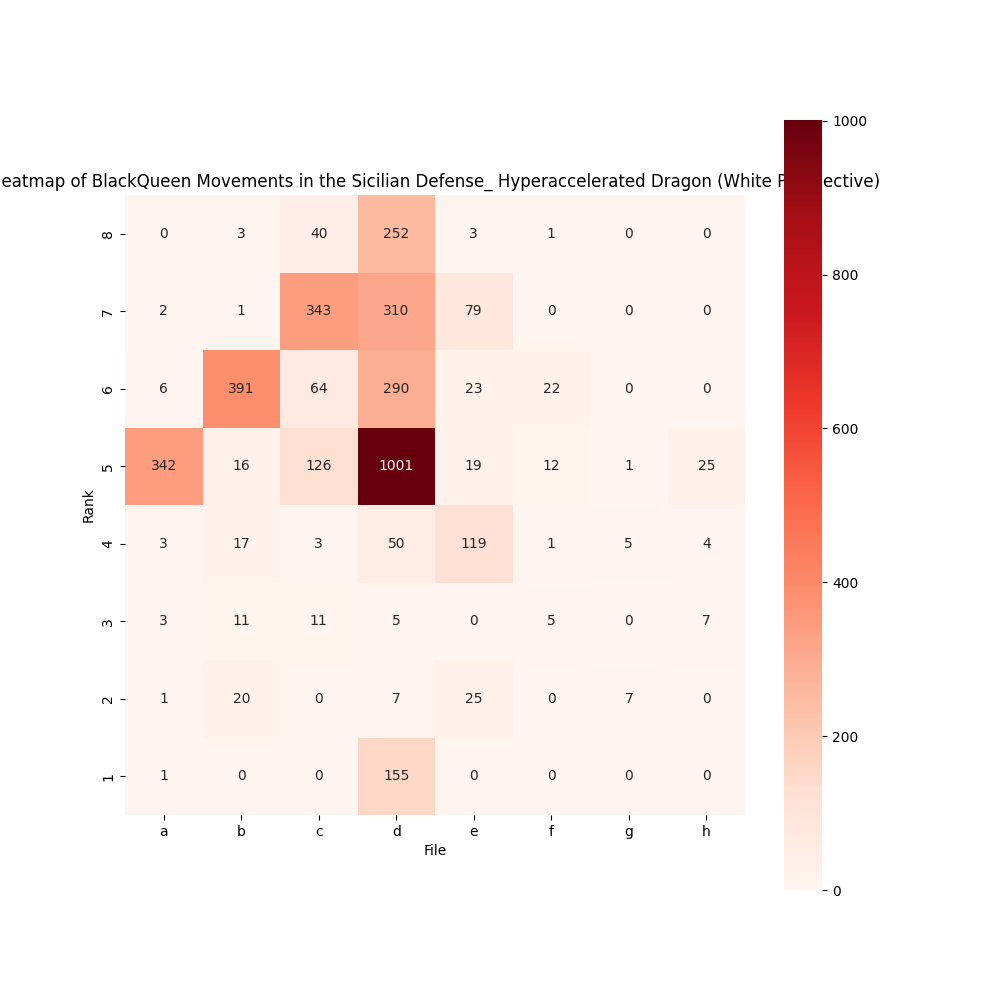 eatmap of BlackQueen Movements in the Sicilian Defense_ Hyperaccelerated Dragon (White ective)
1000
800
600
400
200
0
Rank
8 0 3 40 252 3 1 0 0
7 2 1 343 310 79 0 0 0
6 6 391 64 290 23 22 0 0
5 342 16 126 1001 19 12 1 25
4 3 17 3 50 119 1 5 4
3 3 11 11 5 0 5 0 7
2 1 20 0 7 25 0 7 0
1 1 0 0 155 0 0 0 0
a b c d e f g h
File